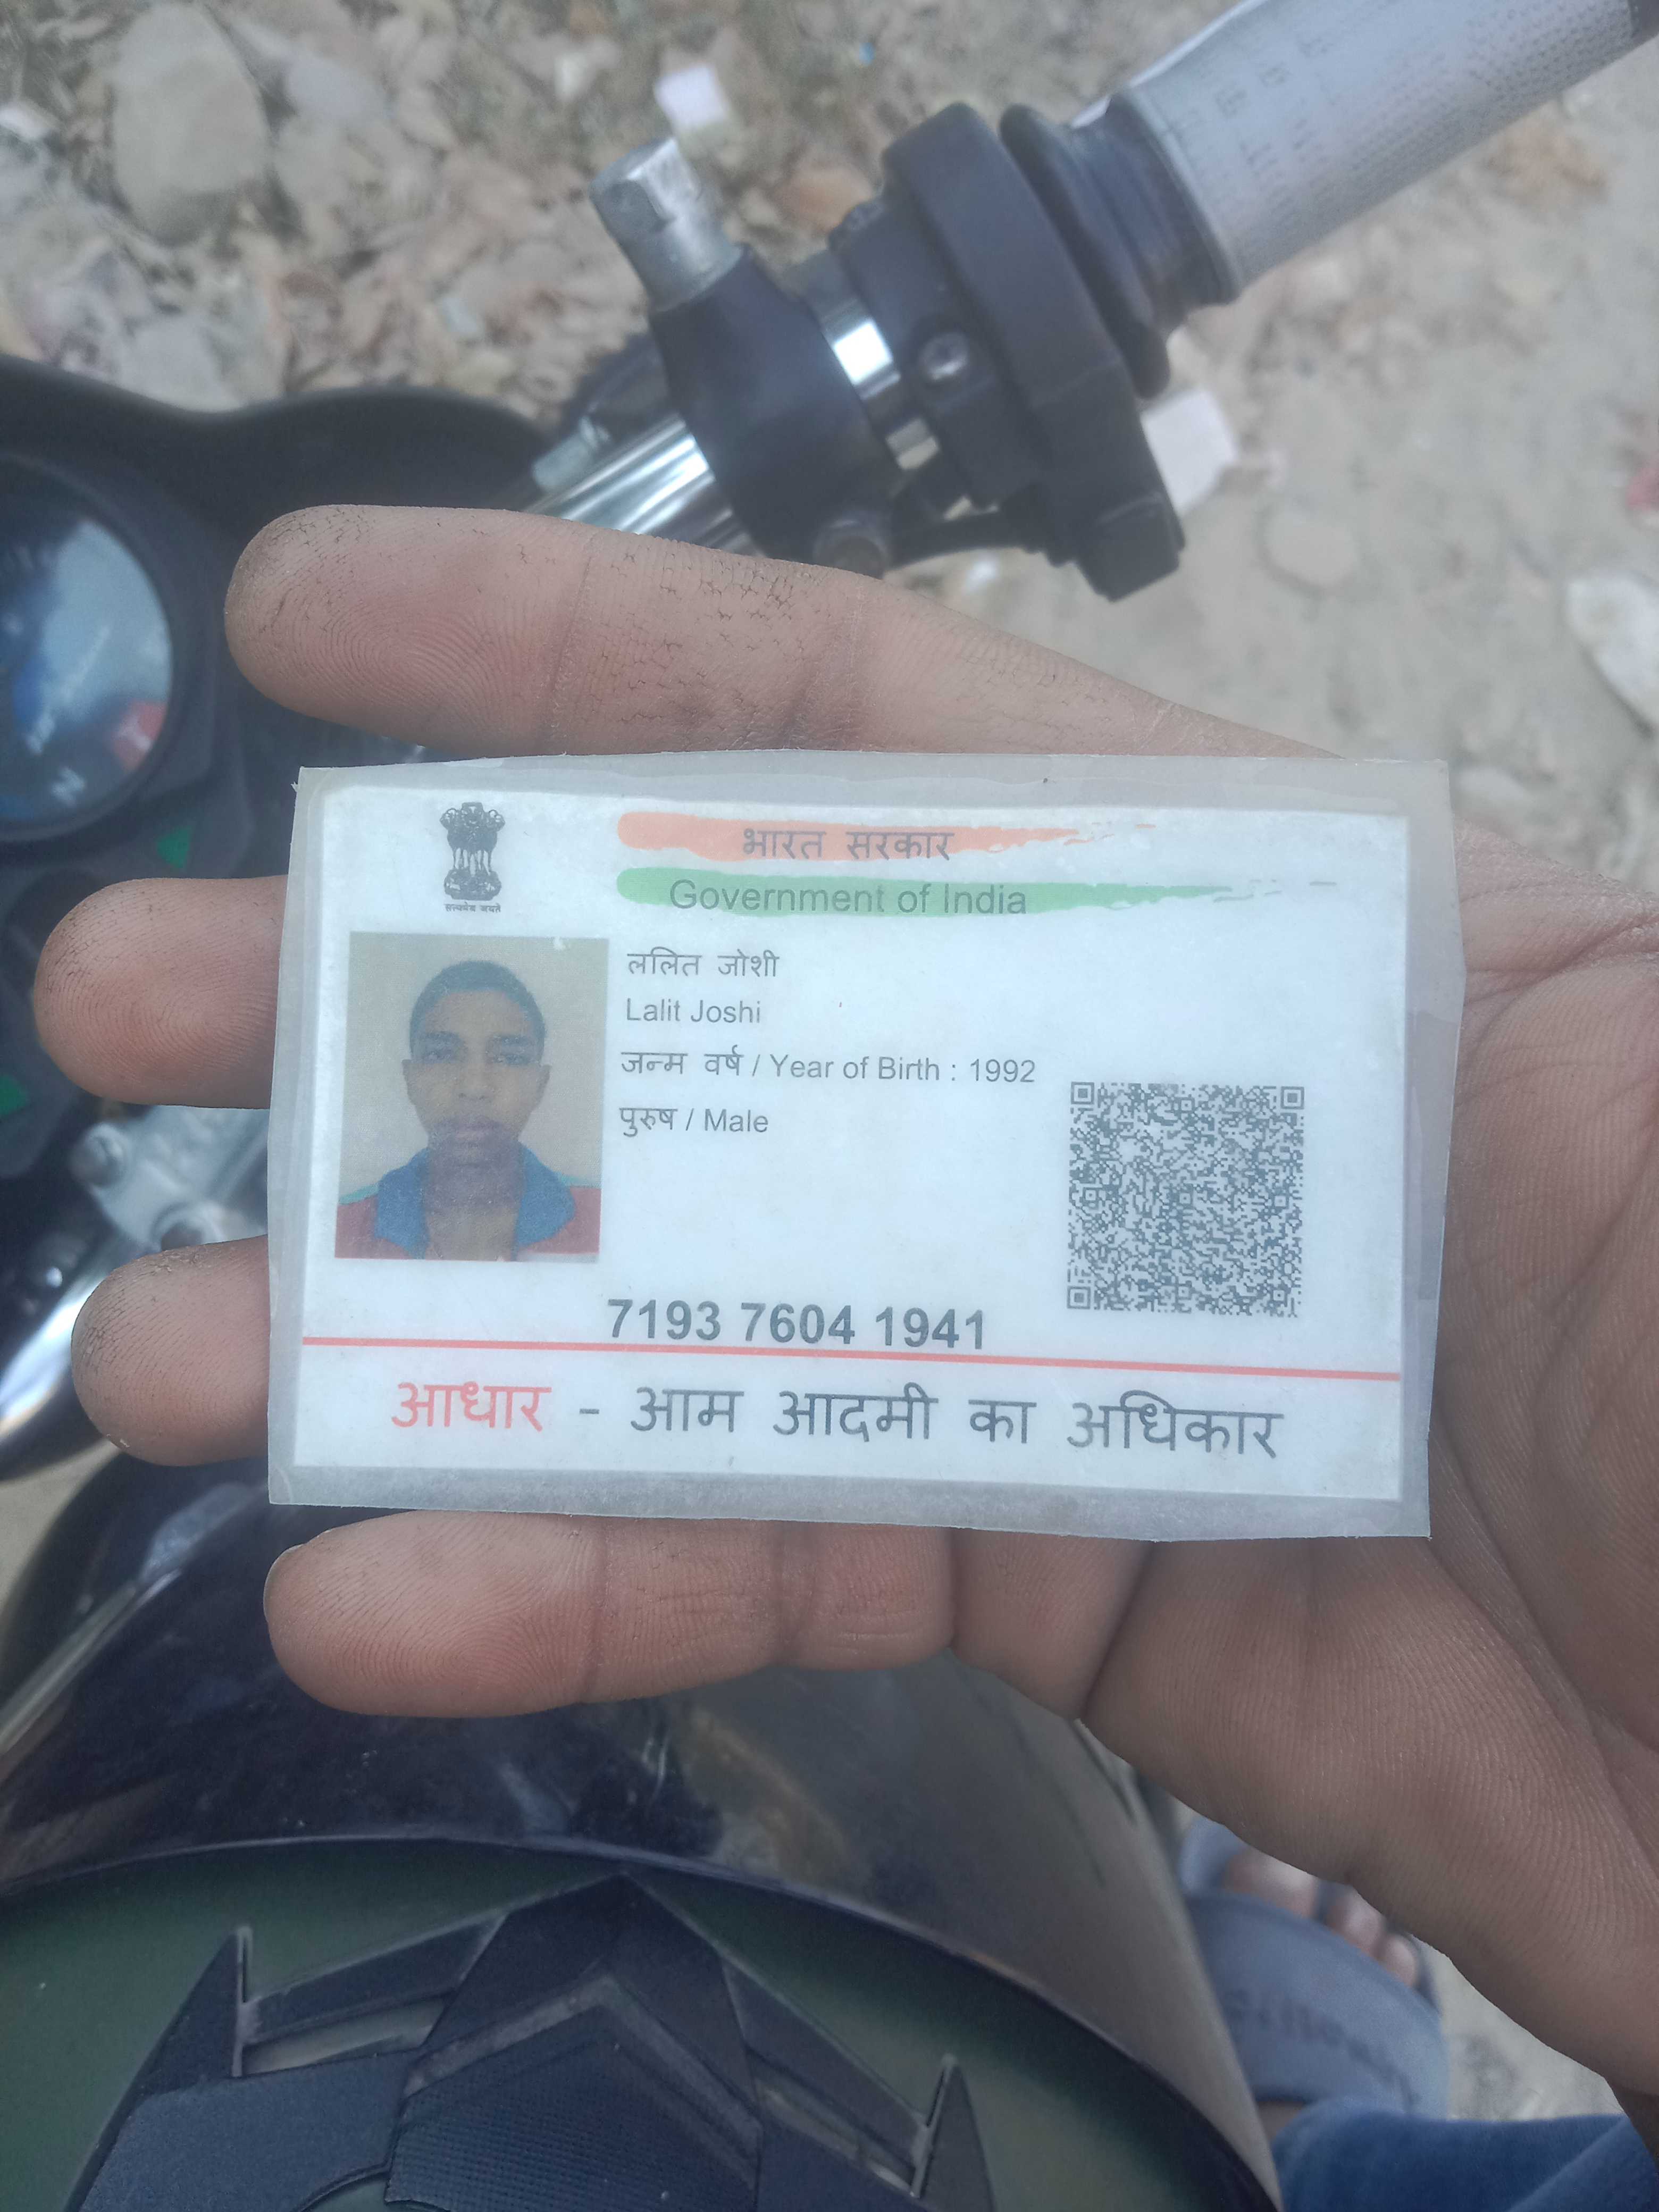 सत्यमेव जयते
भारत सरकार
Government of India
ललित जोशी
Lalit Joshi
जन्म वर्ष / Year of Birth : 1992
पुरुष / Male
7193 7604 1941
आधार - आम आदमी का अधिकार
N